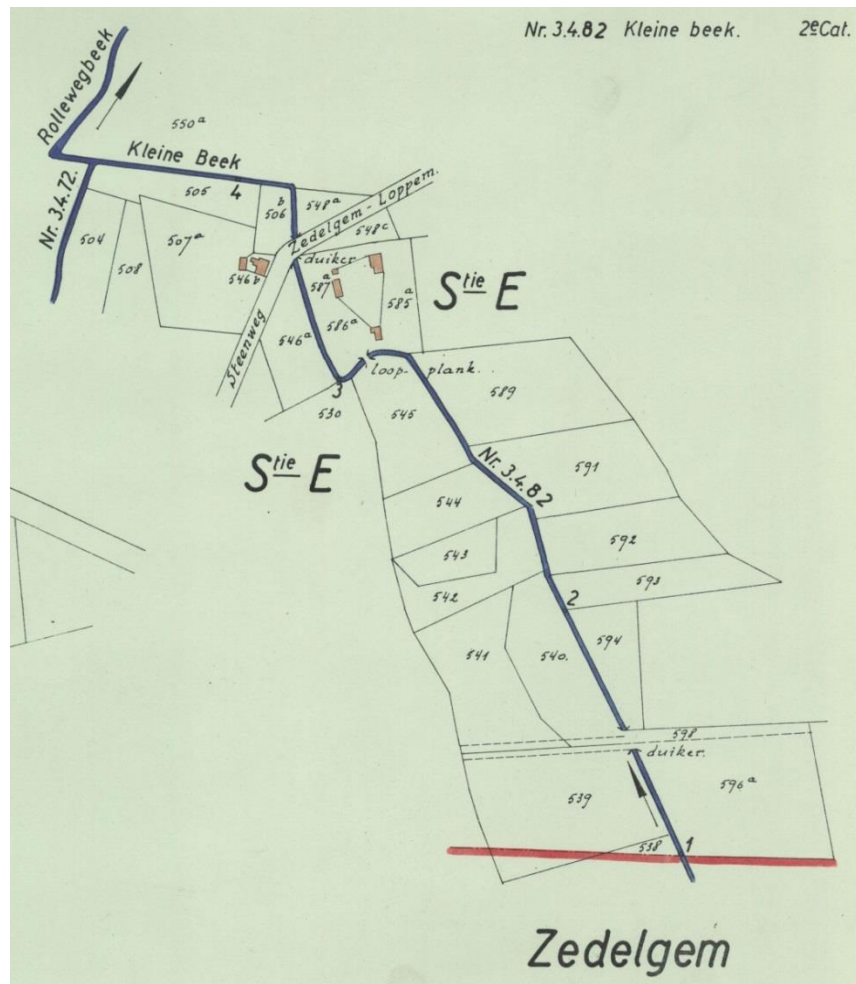 Nr. 3.4.82 Kleine beek. 2e Cat.
Rollewegbeek
550a
Kleine Beek
Nr. 3.4.72.
505
4
506b
548a
Zedelgem-Loppem.
548c
504
508
507a
546b
duiker
587a
585a
Stie E
Steenweg
546a
586a
3
loop-plank.
530
545
589
Stie E
Nr. 3.4.82
591
544
543
592
542
593
2
541
540.
594
598
duiker.
539
596a
538
1
Zedelgem